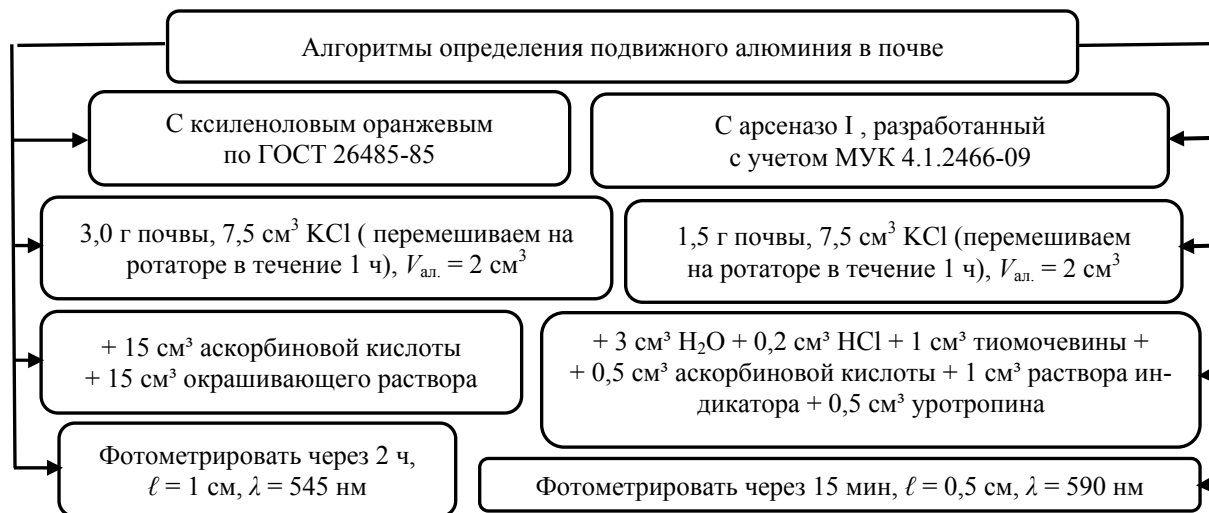 Алгоритмы определения подвижного алюминия в почве
С ксиленоловым оранжевым
по ГОСТ 26485-85
С арсеназо I , разработанный
с учетом МУК 4.1.2466-09
3,0 г почвы, 7,5 см³ KCl ( перемешиваем на
ротаторе в течение 1 ч), Vал. = 2 см³
1,5 г почвы, 7,5 см³ KCl (перемешиваем
на ротаторе в течение 1 ч), Vал. = 2 см³
+ 15 см³ аскорбиновой кислоты
+ 15 см³ окрашивающего раствора
+ 3 см³ H₂O + 0,2 см³ HCl + 1 см³ тиомочевины +
+ 0,5 см³ аскорбиновой кислоты + 1 см³ раствора ин-
дикатора + 0,5 см³ уротропина
Фотометрировать через 2 ч,
ℓ = 1 см, λ = 545 нм
Фотометрировать через 15 мин, ℓ = 0,5 см, λ = 590 нм